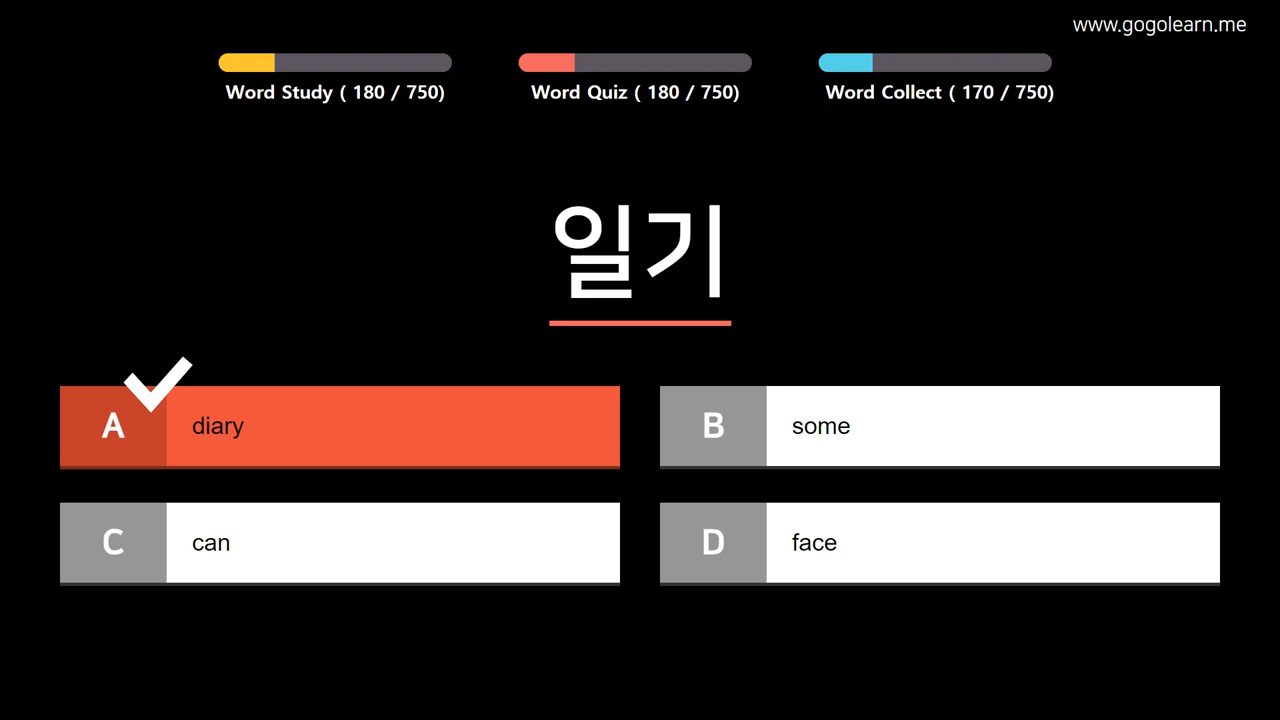 www.gogolearn.me
Word Study ( 180 / 750)
Word Quiz ( 180 / 750)
Word Collect ( 170 / 750)
일기
A diary
B some
C can
D face